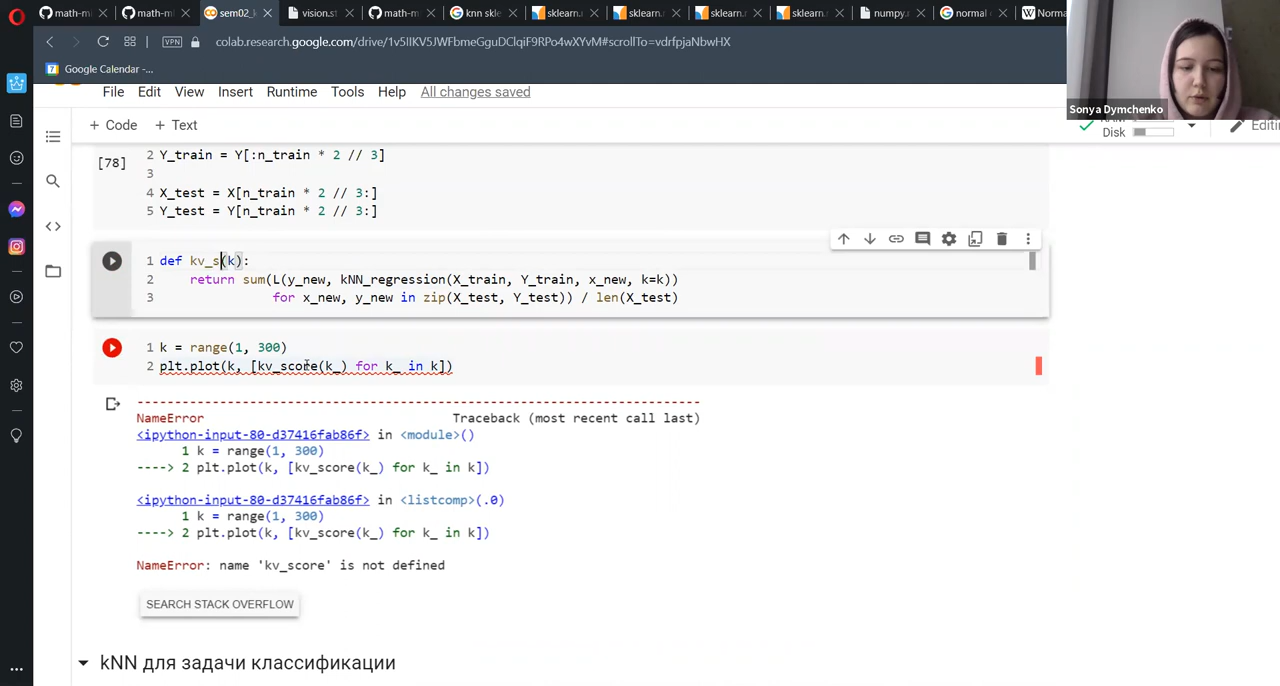 math-ml
math-ml
sem02_k
vision.st
math-m
knn skle
sklearn.n
sklearn.n
sklearn.n
sklearn.n
numpy.r
normal d
Norma
VPN
colab.research.google.com/drive/1v5IIKV5JWFbmeGguDClqiF9RPo4wXYvM#scrollTo=vdrfpjaNbwHX
Google Calendar -...
Sonya Dymchenko
File Edit View Insert Runtime Tools Help All changes saved
+ Code + Text
RAM
Disk
Editin
[78]
2 Y_train = Y[:n_train * 2 // 3]
3
4 X_test = X[n_train * 2 // 3:]
5 Y_test = Y[n_train * 2 // 3:]
1 def kv_s(k):
2 return sum(L(y_new, kNN_regression(X_train, Y_train, x_new, k=k))
3 for x_new, y_new in zip(X_test, Y_test)) / len(X_test)
1 k = range(1, 300)
2 plt.plot(k, [kv_score(k_) for k_ in k])
---------------------------------------------------------------------------
NameError Traceback (most recent call last)
<ipython-input-80-d37416fab86f> in <module>()
1 k = range(1, 300)
----> 2 plt.plot(k, [kv_score(k_) for k_ in k])
<ipython-input-80-d37416fab86f> in <listcomp>(.0)
1 k = range(1, 300)
----> 2 plt.plot(k, [kv_score(k_) for k_ in k])
NameError: name 'kv_score' is not defined
SEARCH STACK OVERFLOW
kNN для задачи классификации